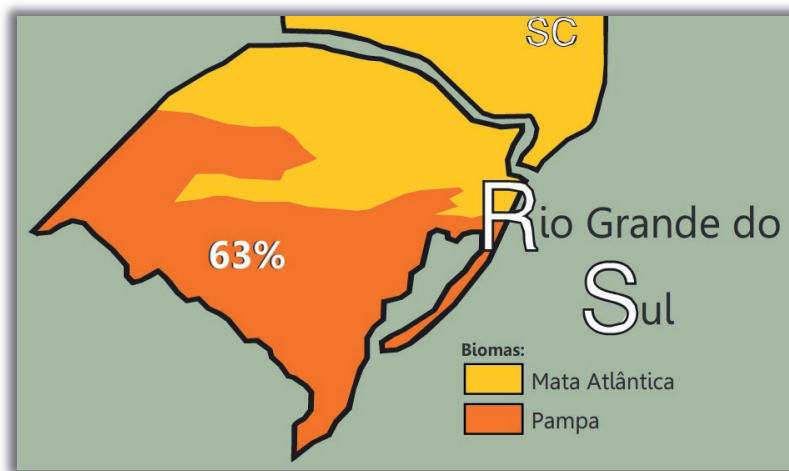 SC
Rio Grande do
Sul
63%
Biomas:
Mata Atlântica
Pampa